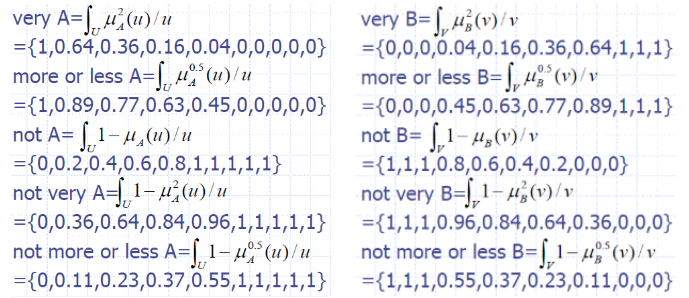 very A=∫_U μ_A^2(u)/u
={1,0.64,0.36,0.16,0.04,0,0,0,0,0}
more or less A=∫_U μ_A^0.5(u)/u
={1,0.89,0.77,0.63,0.45,0,0,0,0,0}
not A= ∫_U 1−μ_A(u)/u
={0,0.2,0.4,0.6,0.8,1,1,1,1,1}
not very A=∫_U 1−μ_A^2(u)/u
={0,0.36,0.64,0.84,0.96,1,1,1,1,1}
not more or less A=∫_U 1−μ_A^0.5(u)/u
={0,0.11,0.23,0.37,0.55,1,1,1,1,1}
very B=∫_V μ_B^2(v)/v
={0,0,0,0.04,0.16,0.36,0.64,1,1,1}
more or less B=∫_V μ_B^0.5(v)/v
={0,0,0,0.45,0.63,0.77,0.89,1,1,1}
not B= ∫_V 1−μ_B(v)/v
={1,1,1,0.8,0.6,0.4,0.2,0,0,0}
not very B=∫_V 1−μ_B^2(v)/v
={1,1,1,0.96,0.84,0.64,0.36,0,0,0}
not more or less B=∫_V 1−μ_B^0.5(v)/v
={1,1,1,0.55,0.37,0.23,0.11,0,0,0}